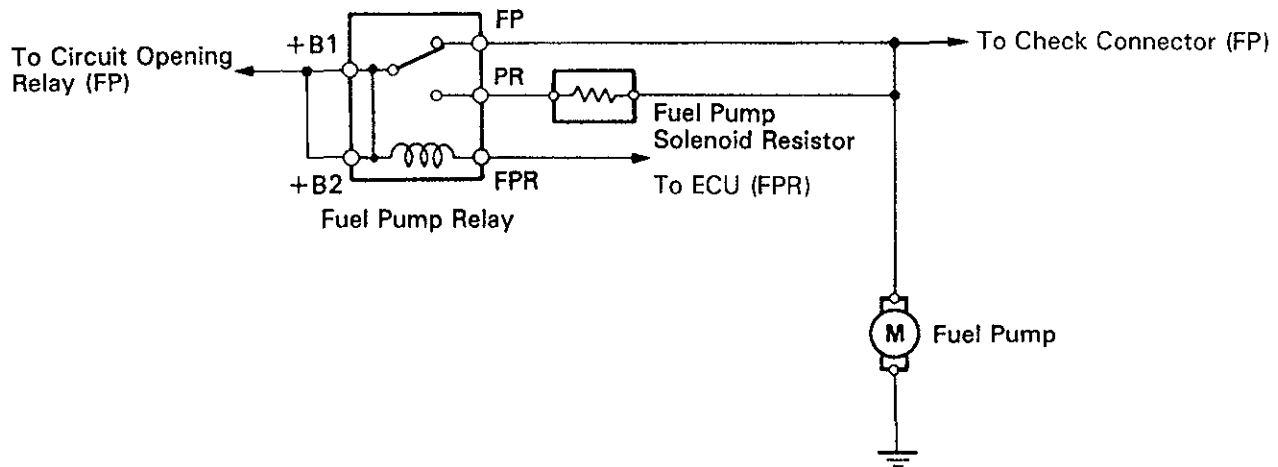 FP
+B1
To Circuit Opening
Relay (FP)
To Check Connector (FP)
PR
Fuel Pump
Solenoid Resistor
+B2
FPR
To ECU (FPR)
Fuel Pump Relay
M
Fuel Pump